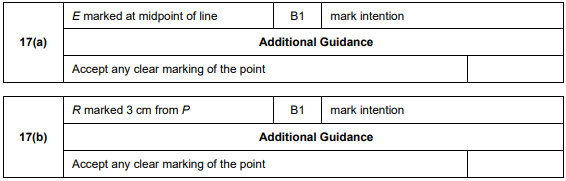 17(a) E marked at midpoint of line B1 mark intention
Additional Guidance
Accept any clear marking of the point
17(b) R marked 3 cm from P B1 mark intention
Additional Guidance
Accept any clear marking of the point